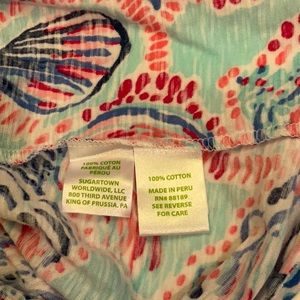 100% COTTON
FABRIQUE AU
PÉROU
SUGARTOWN
WORLDWIDE, LLC
800 THIRD AVENUE
KING OF PRUSSIA, PA
100% COTTON
MADE IN PERU
RN# 88189
SEE REVERSE
FOR CARE